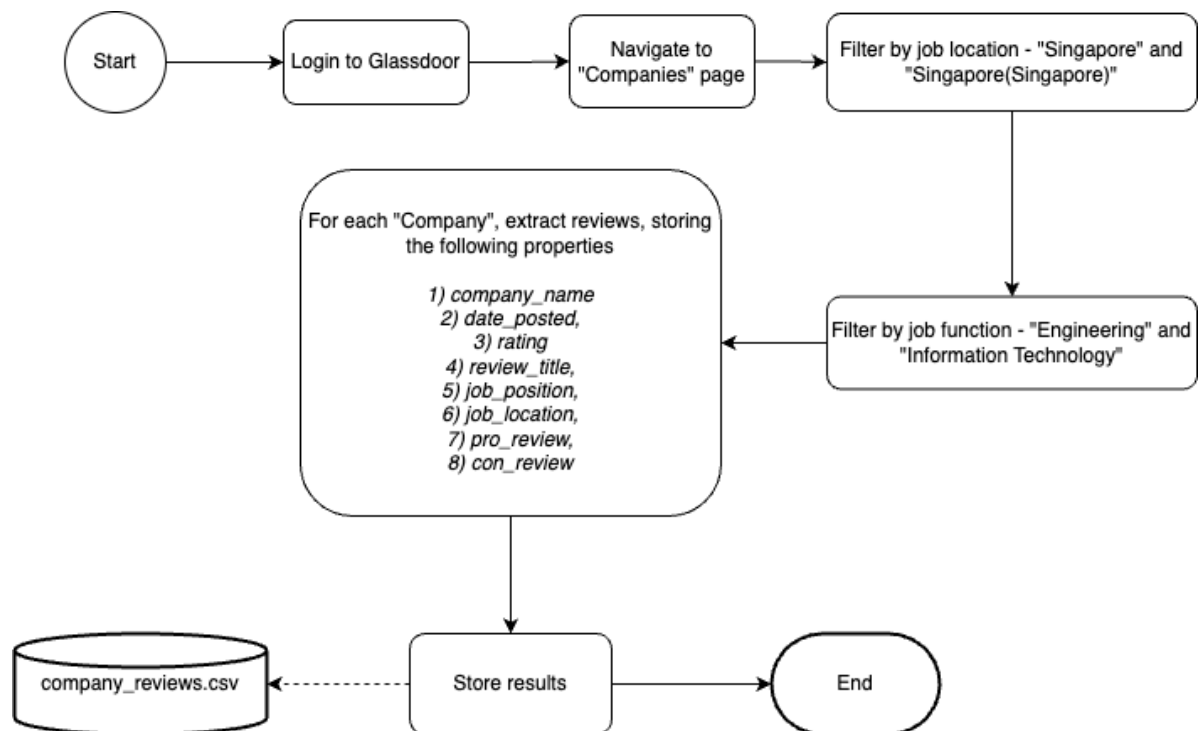 Start
Login to Glassdoor
Navigate to
"Companies" page
Filter by job location - "Singapore" and
"Singapore(Singapore)"
Filter by job function - "Engineering" and
"Information Technology"
For each "Company", extract reviews, storing
the following properties
1) company_name
2) date_posted,
3) rating
4) review_title,
5) job_position,
6) job_location,
7) pro_review,
8) con_review
Store results
company_reviews.csv
End